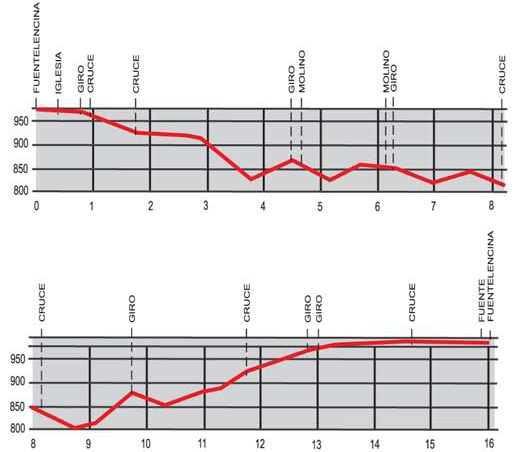 FUENTELENCINA
IGLESIA
GIRO
CRUCE
CRUCE
GIRO
MOLINO
MOLINO
GIRO
CRUCE
950
900
850
800
0 1 2 3 4 5 6 7 8
CRUCE
GIRO
CRUCE
GIRO
GIRO
CRUCE
FUENTE
FUENTELENCINA
950
900
850
800
8 9 10 11 12 13 14 15 16